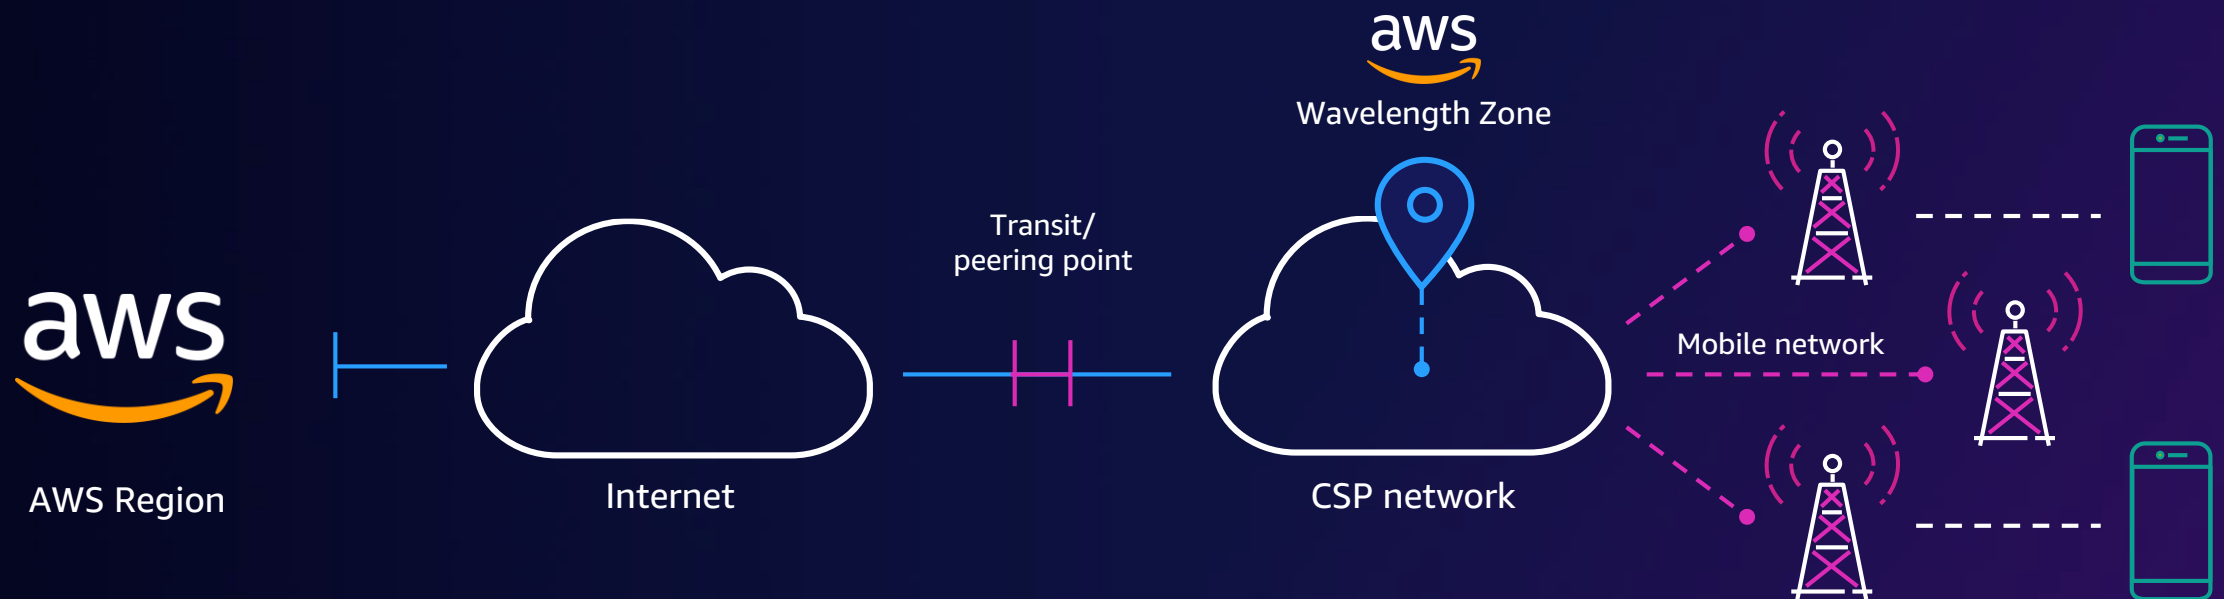 aws
AWS Region
Internet
Transit/
peering point
aws
Wavelength Zone
CSP network
Mobile network